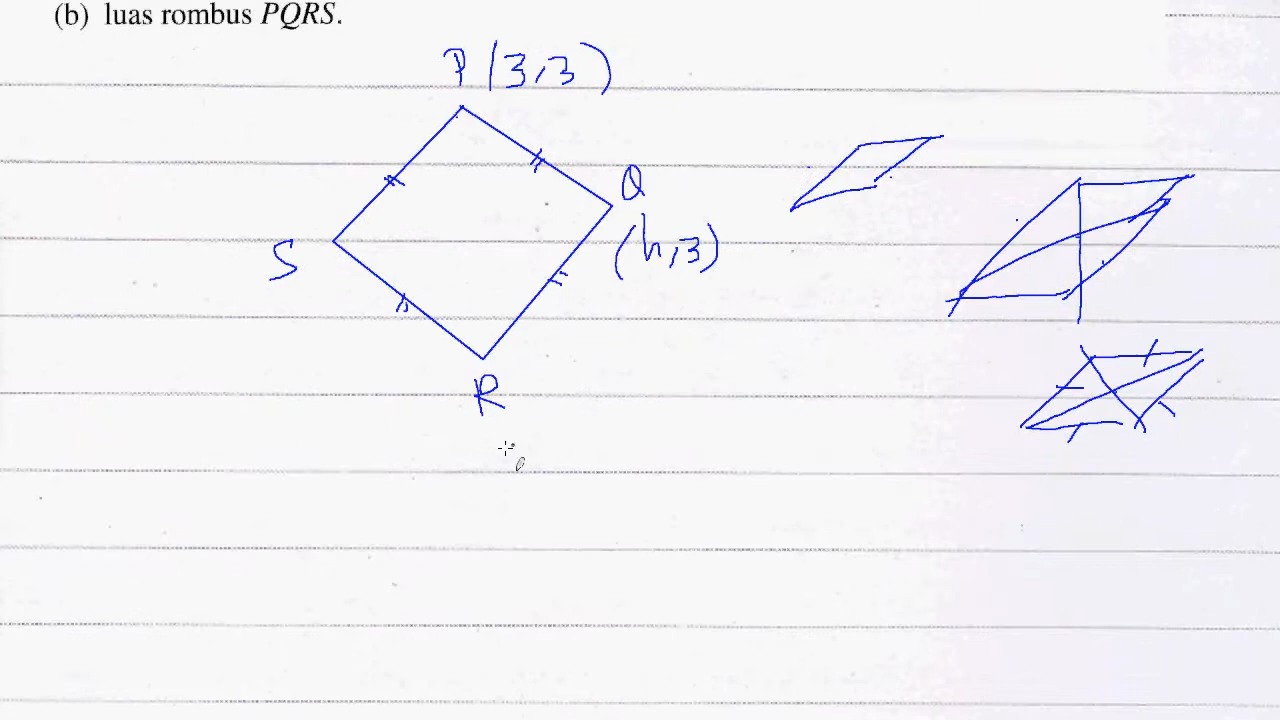 (b) luas rombus PQRS.
P (3,3)
Q
(h,3)
S
R